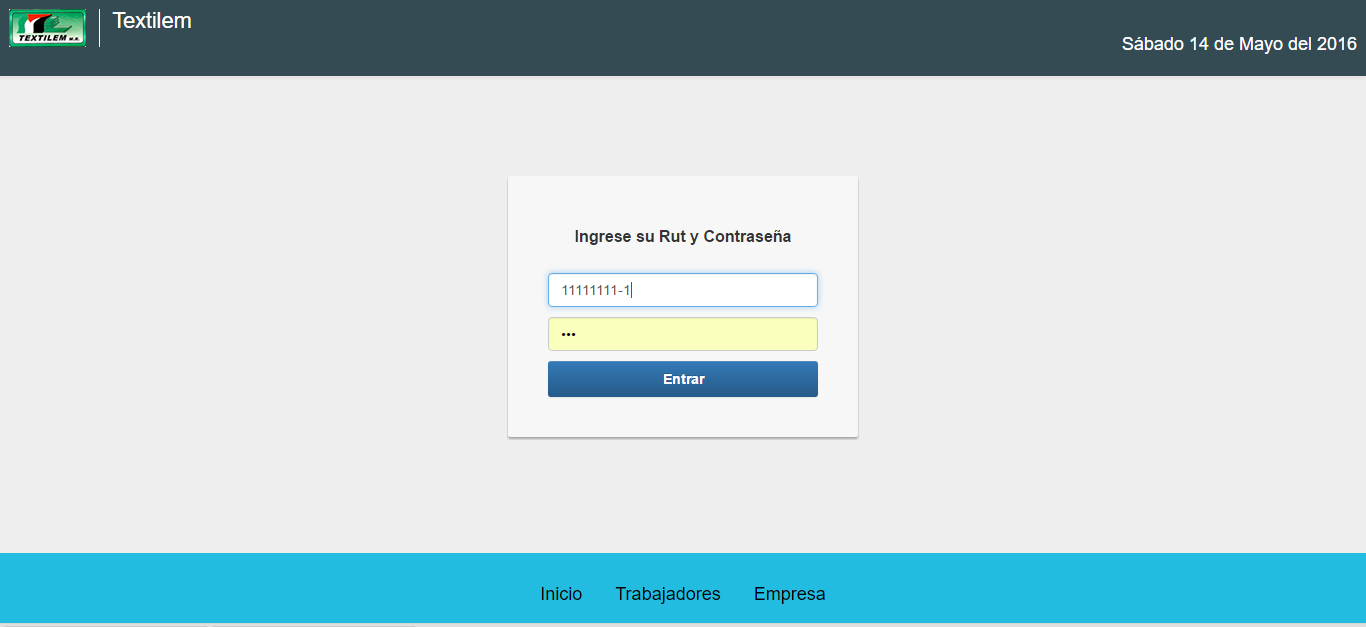 TEXTILEM S.A.
Textilem
Sábado 14 de Mayo del 2016
Ingrese su Rut y Contraseña
11111111-1
•••
Entrar
Inicio Trabajadores Empresa